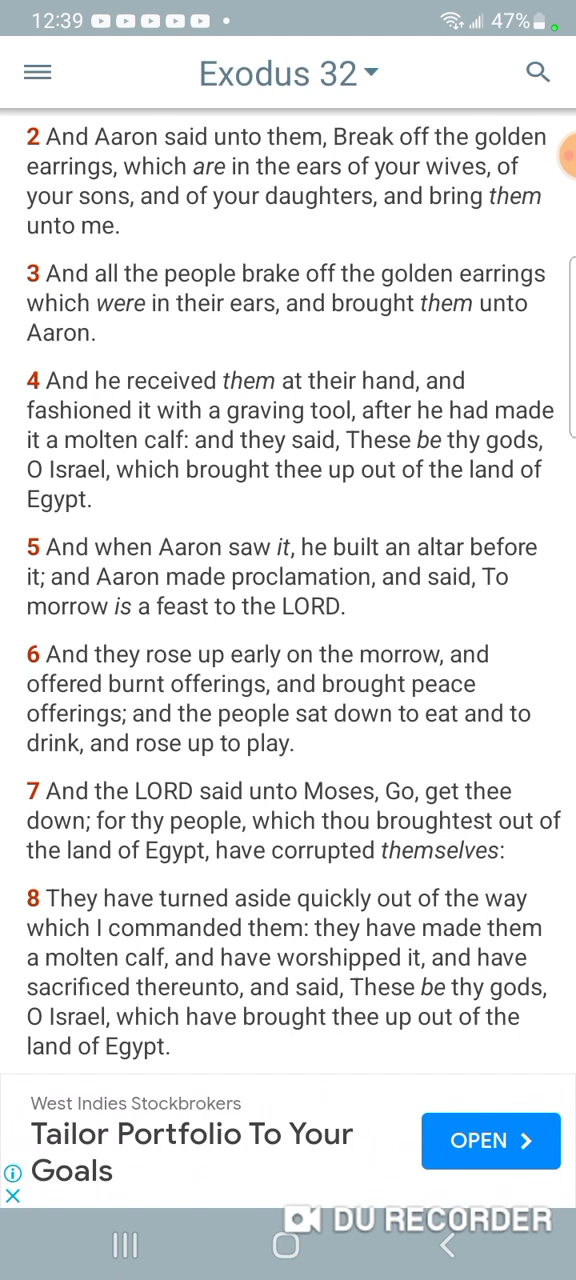 12:39
47%
Exodus 32
2 And Aaron said unto them, Break off the golden
earrings, which are in the ears of your wives, of
your sons, and of your daughters, and bring them
unto me.
3 And all the people brake off the golden earrings
which were in their ears, and brought them unto
Aaron.
4 And he received them at their hand, and
fashioned it with a graving tool, after he had made
it a molten calf: and they said, These be thy gods,
O Israel, which brought thee up out of the land of
Egypt.
5 And when Aaron saw it, he built an altar before
it; and Aaron made proclamation, and said, To
morrow is a feast to the LORD.
6 And they rose up early on the morrow, and
offered burnt offerings, and brought peace
offerings; and the people sat down to eat and to
drink, and rose up to play.
7 And the LORD said unto Moses, Go, get thee
down; for thy people, which thou broughtest out of
the land of Egypt, have corrupted themselves:
8 They have turned aside quickly out of the way
which I commanded them: they have made them
a molten calf, and have worshipped it, and have
sacrificed thereunto, and said, These be thy gods,
O Israel, which have brought thee up out of the
land of Egypt.
West Indies Stockbrokers
Tailor Portfolio To Your
Goals
OPEN
DU RECORDER